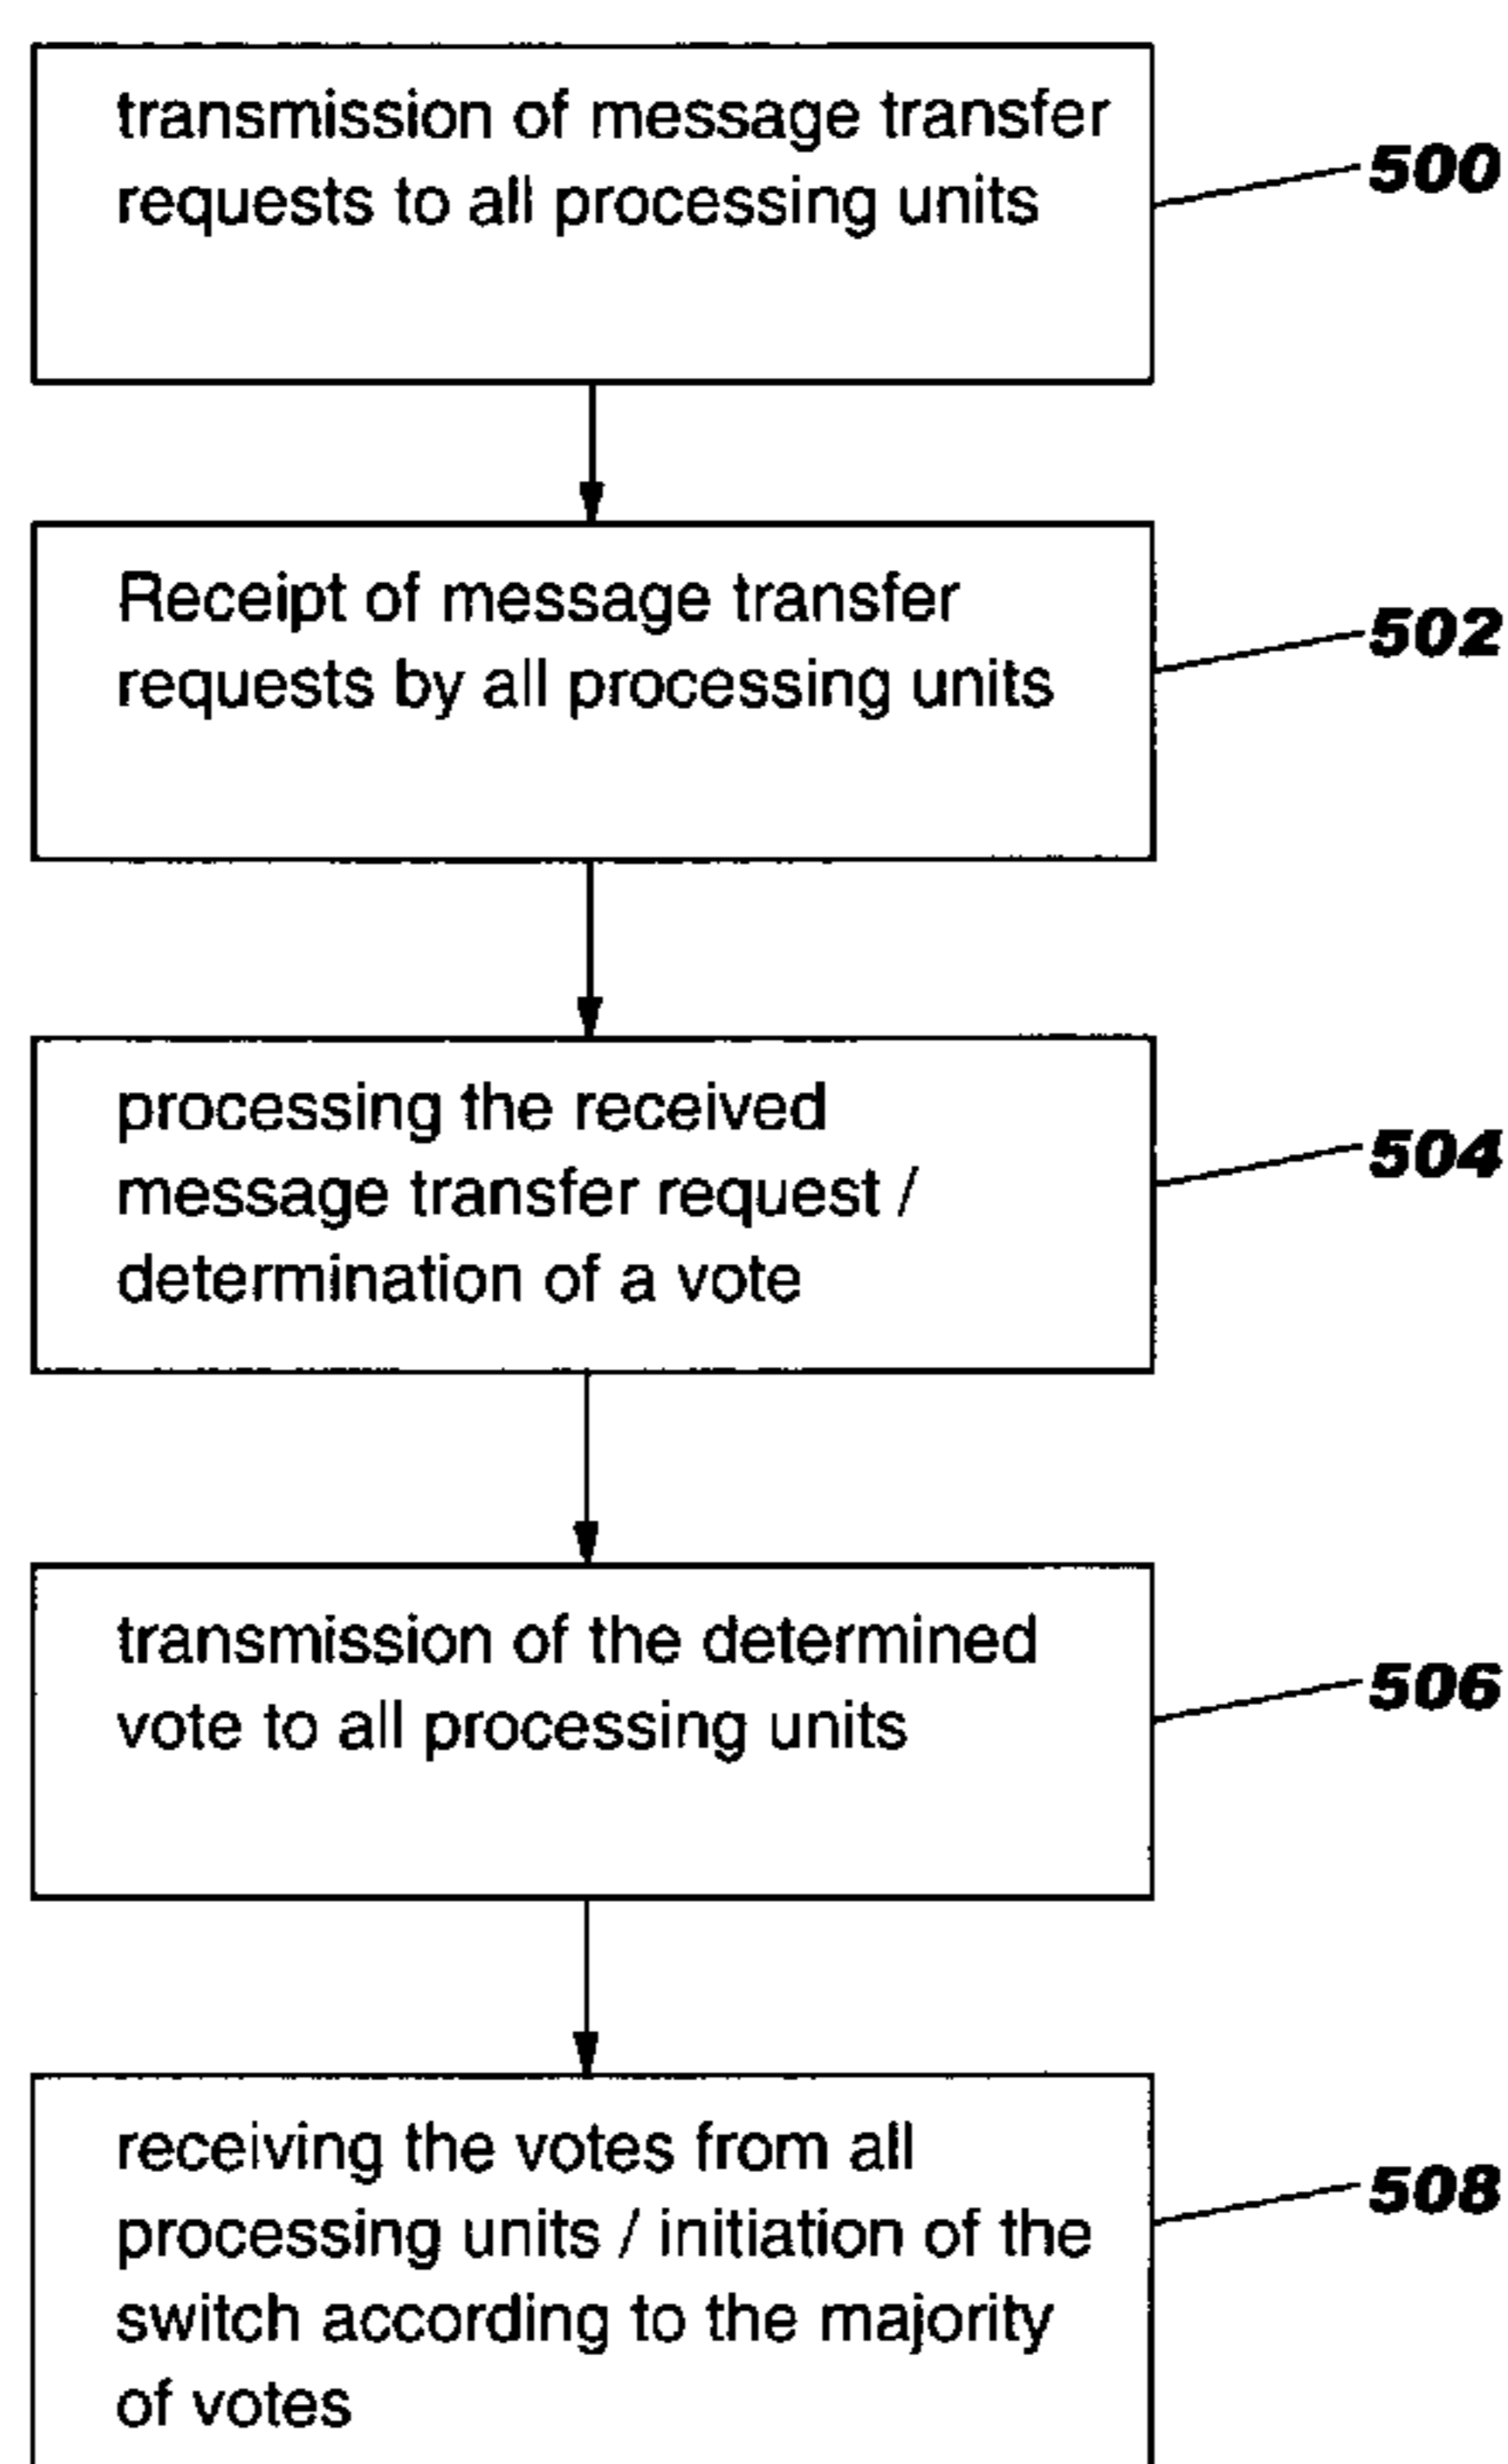 transmission of message transfer
requests to all processing units
500
Receipt of message transfer
requests by all processing units
502
processing the received
message transfer request /
determination of a vote
504
transmission of the determined
vote to all processing units
506
receiving the votes from all
processing units / initiation of the
switch according to the majority
of votes
508